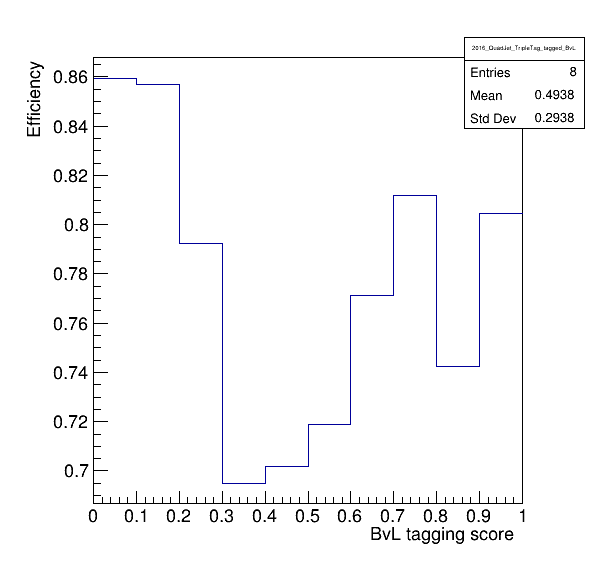 2016_QuadJet_TripleTag_tagged_BvL
Entries 8
Mean 0.4938
Std Dev 0.2938
Efficiency
0.86
0.84
0.82
0.8
0.78
0.76
0.74
0.72
0.7
0 0.1 0.2 0.3 0.4 0.5 0.6 0.7 0.8 0.9 1
BvL tagging score